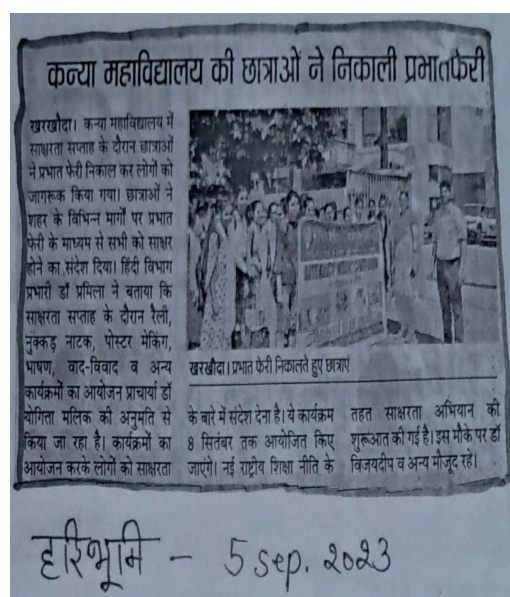 कन्या महाविद्यालय की छात्राओं ने निकाली प्रभातफेरी
खरखौदा। कन्या महाविद्यालय में
साक्षरता सप्ताह के दौरान छात्राओं
ने प्रभात फेरी निकाल कर लोगों को
जागरूक किया गया। छात्राओं ने
शहर के विभिन्न मार्गों पर प्रभात
फेरी के माध्यम से सभी को साक्षर
होने का संदेश दिया। हिंदी विभाग
प्रभारी डॉ प्रमिला ने बताया कि
साक्षरता सप्ताह के दौरान रैली,
नुक्कड़ नाटक, पोस्टर मेकिंग,
भाषण, वाद-विवाद व अन्य
कार्यक्रमों का आयोजन प्राचार्या डॉ
योगिता मलिक की अनुमति से
किया जा रहा है। कार्यक्रमों का
आयोजन करके लोगों को साक्षरता
खरखौदा। प्रभात फेरी निकालते हुए छात्राएं
के बारे में संदेश देना है। ये कार्यक्रम
8 सितंबर तक आयोजित किए
जाएंगे। नई राष्ट्रीय शिक्षा नीति के
तहत साक्षरता अभियान की
शुरूआत की गई है। इस मौके पर डॉ
विजयदीप व अन्य मौजूद रहे।
हरिभूमि - 5 sep. 2023